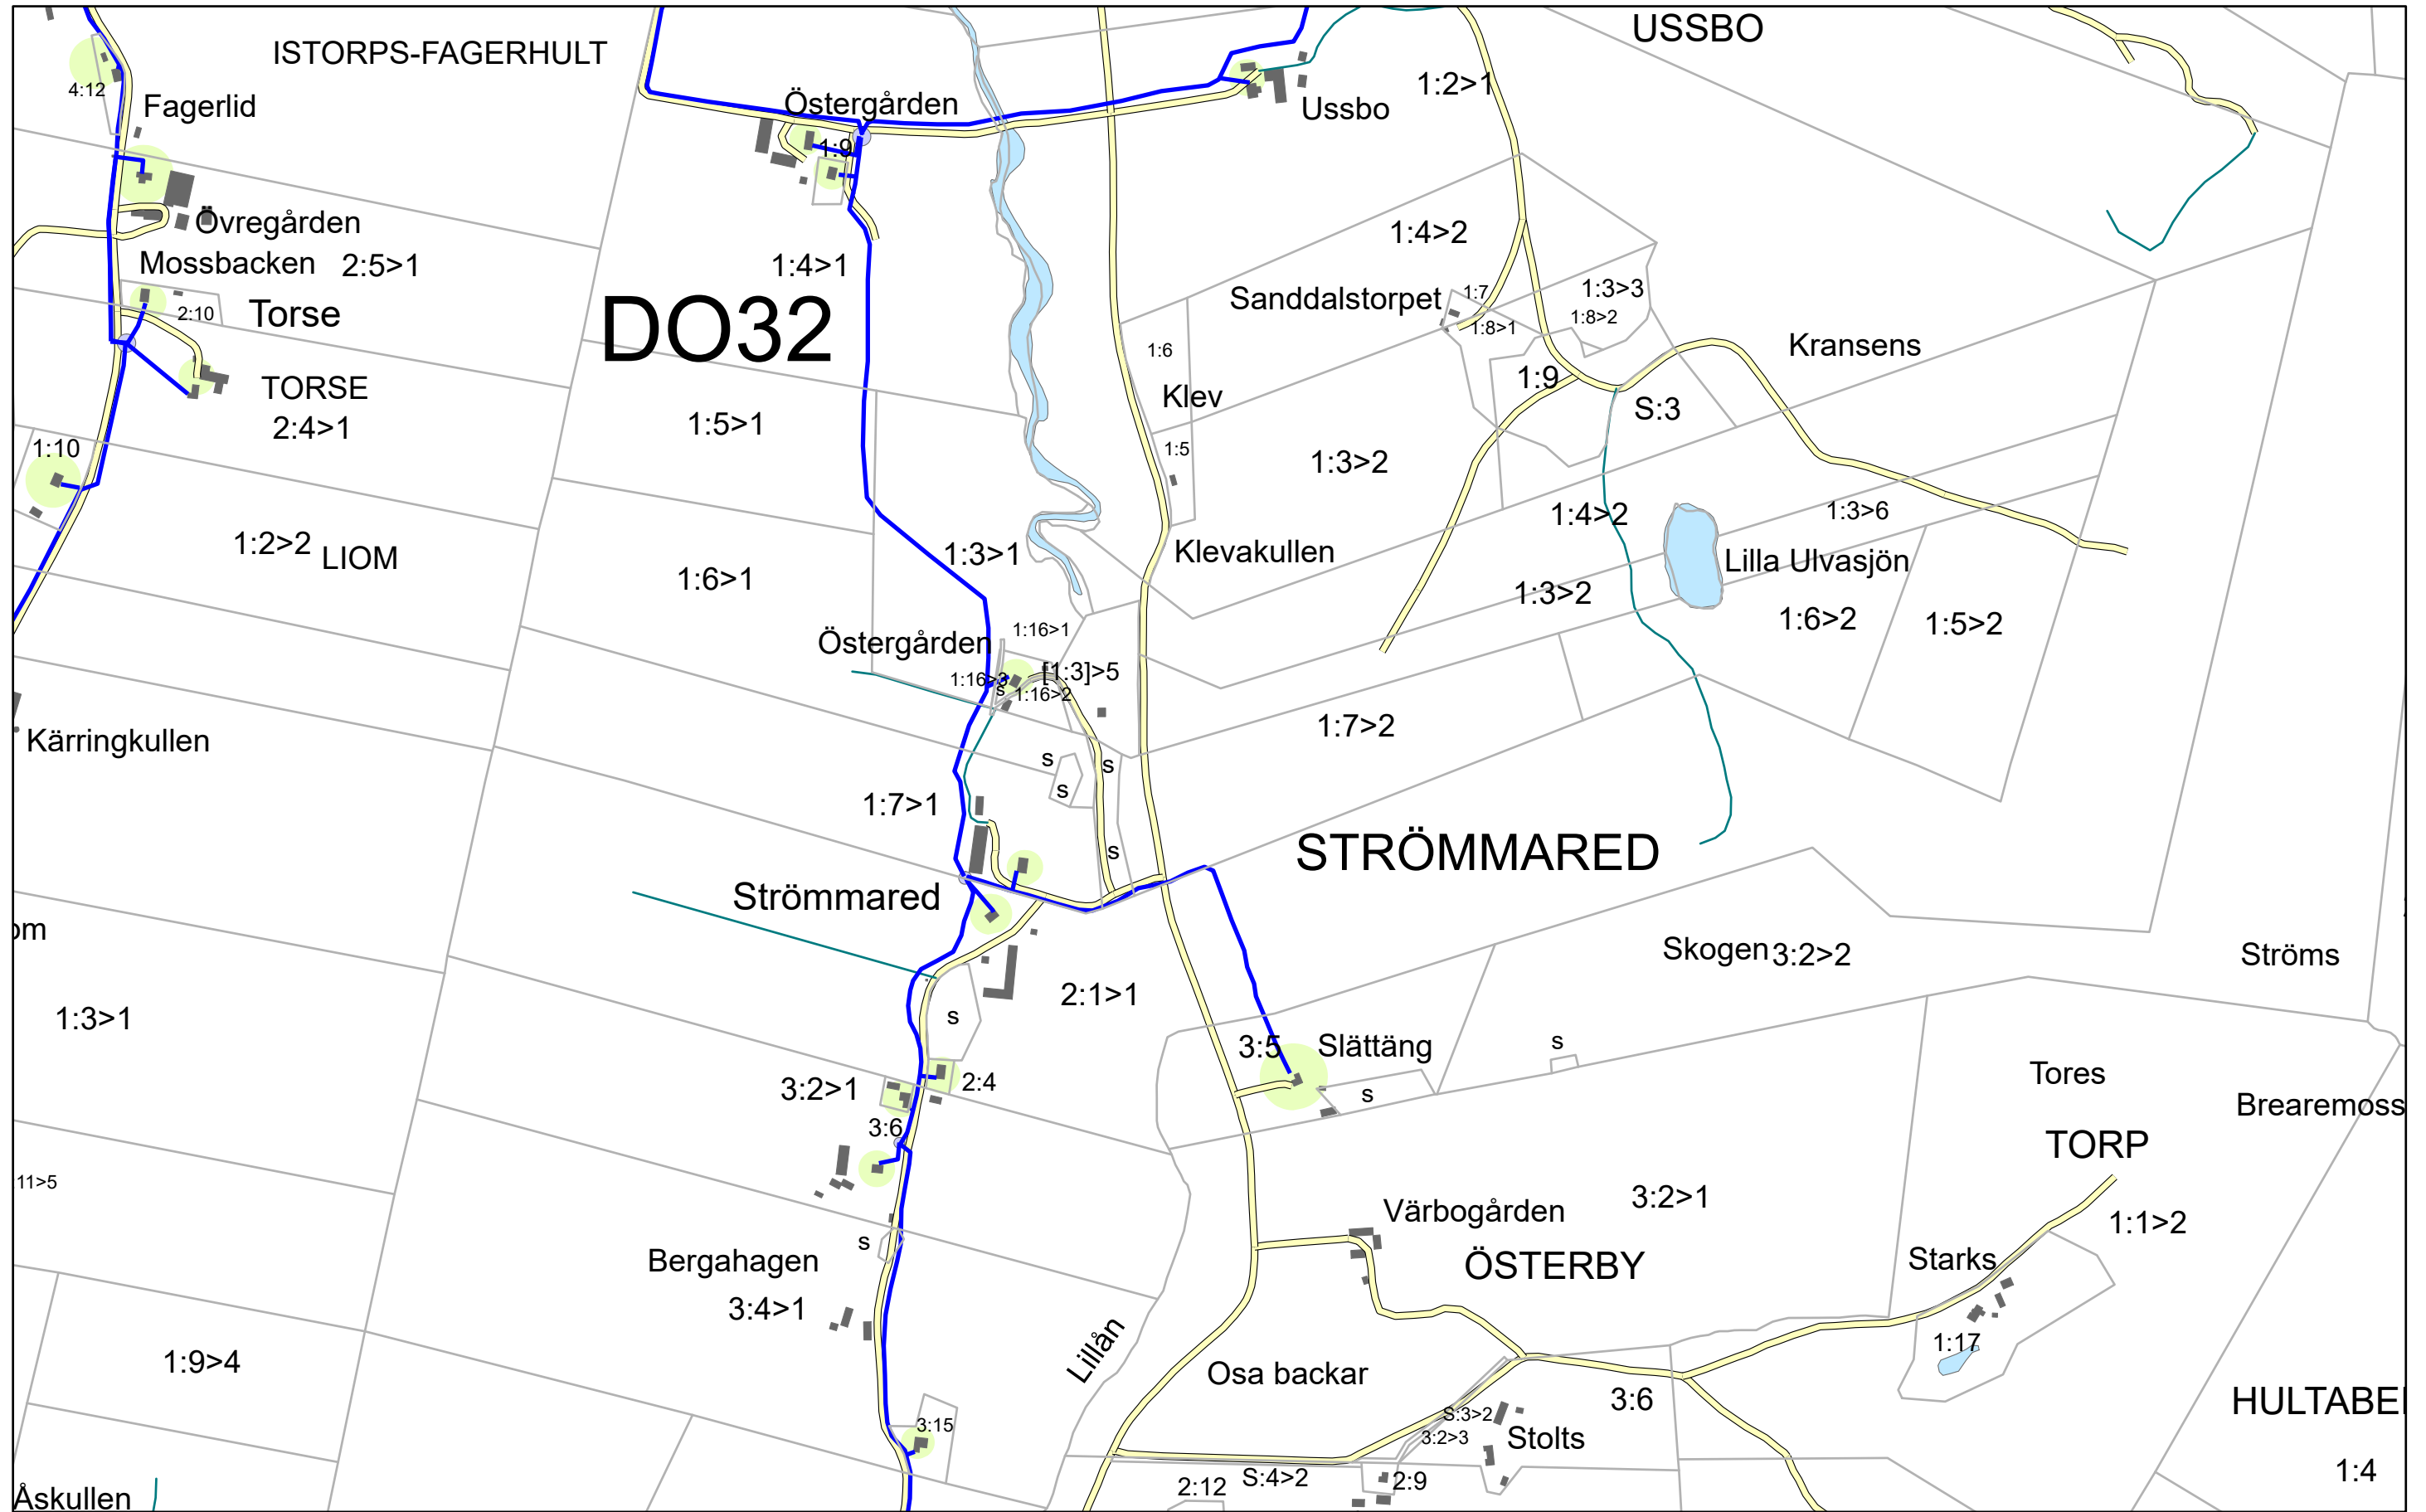 USSBO
ISTORPS-FAGERHULT
4:12
Fagerlid
Östergården
1:2>1
Ussbo
1:9
Övregården
Mossbacken
2:5>1
1:4>1
1:4>2
2:10
Torse
DO32
Sanddalstorpet
1:7
1:3>3
1:8>2
1:8>1
1:6
Kransens
TORSE
2:4>1
Klev
1:9
S:3
1:5>1
1:10
1:5
1:3>2
1:2>2
LIOM
1:3>1
Klevakullen
1:4>2
1:3>6
Lilla Ulvasjön
1:6>1
1:3>2
1:6>2
1:5>2
Östergården
1:16>1
[1:3]>5
1:16>3
s
1:16>2
Kärringkullen
1:7>2
s
s
s
1:7>1
s
STRÖMMARED
Strömmared
om
Skogen
3:2>2
Ströms
1:3>1
2:1>1
s
3:5
Slättäng
s
s
2:4
3:2>1
Tores
Brearemoss
3:6
TORP
11>5
3:2>1
Värbogården
1:1>2
s
Bergahagen
ÖSTERBY
Starks
3:4>1
Lillån
1:17
1:9>4
Osa backar
3:6
HULTABE
S:3>2
3:15
3:2>3
Stolts
1:4
2:12
S:4>2
2:9
Åskullen